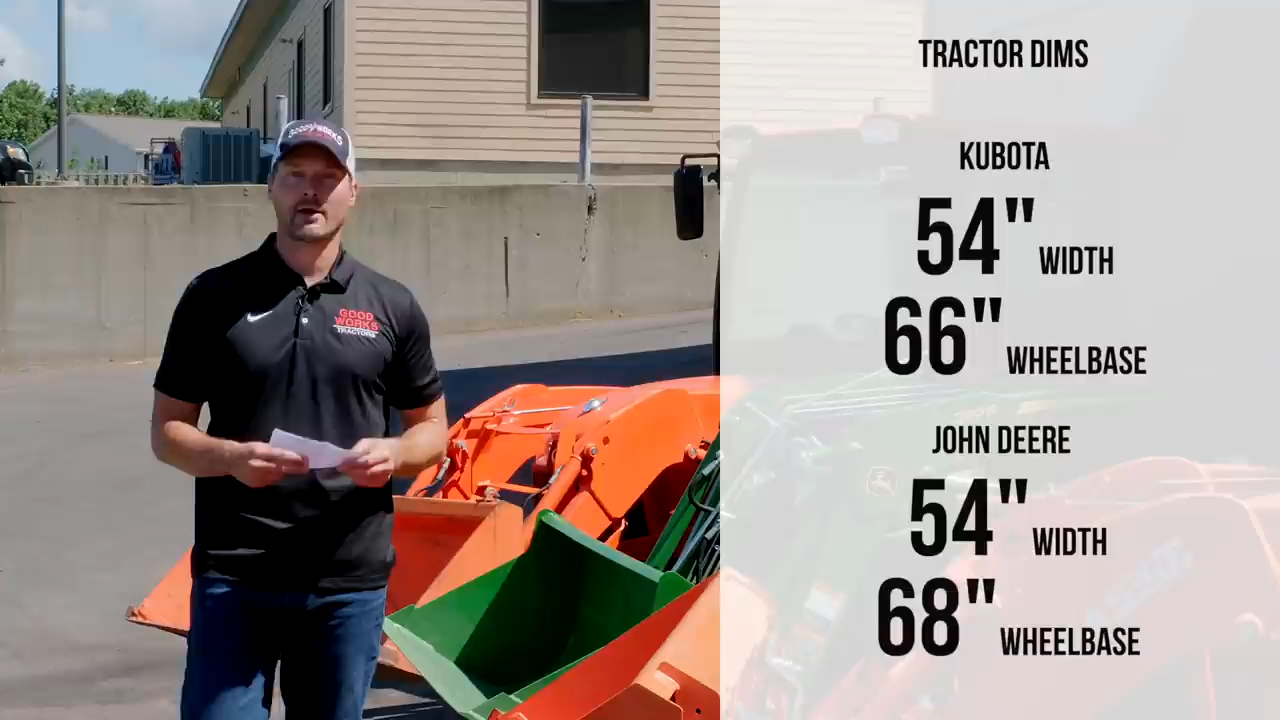 TRACTOR DIMS
KUBOTA
54" WIDTH
66" WHEELBASE
JOHN DEERE
54" WIDTH
68" WHEELBASE
GOOD
WORKS
TRACTORS